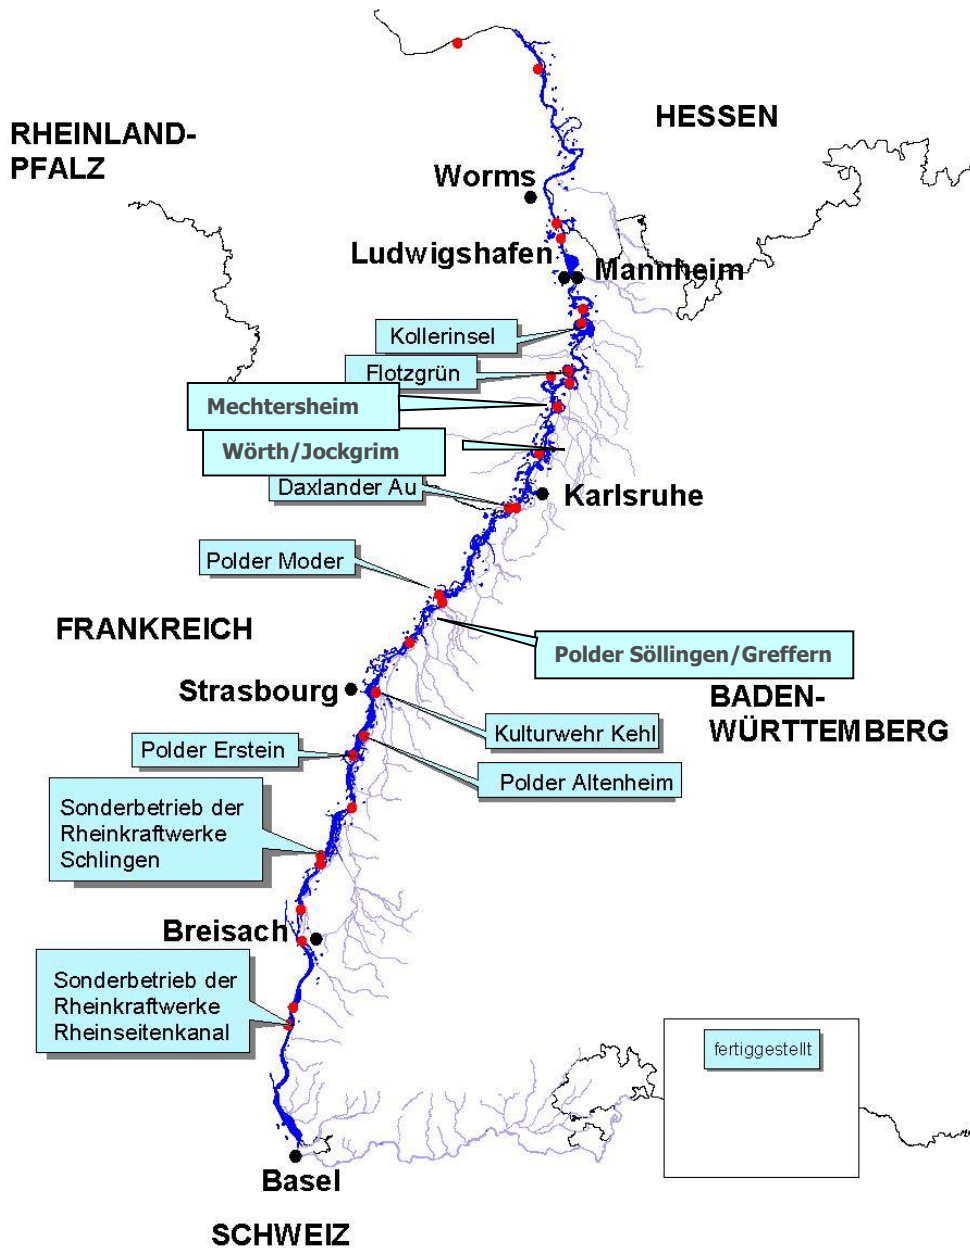 HESSEN
RHEINLAND-
PFALZ
Worms
Ludwigshafen
Mannheim
Kollerinsel
Flotzgrün
Mechtersheim
Wörth/Jockgrim
Daxlander Au
Karlsruhe
Polder Moder
FRANKREICH
Polder Söllingen/Greffern
Strasbourg
BADEN-
WÜRTTEMBERG
Kulturwehr Kehl
Polder Erstein
Polder Altenheim
Sonderbetrieb der
Rheinkraftwerke
Schlingen
Breisach
Sonderbetrieb der
Rheinkraftwerke
Rheinseitenkanal
fertiggestellt
Basel
SCHWEIZ